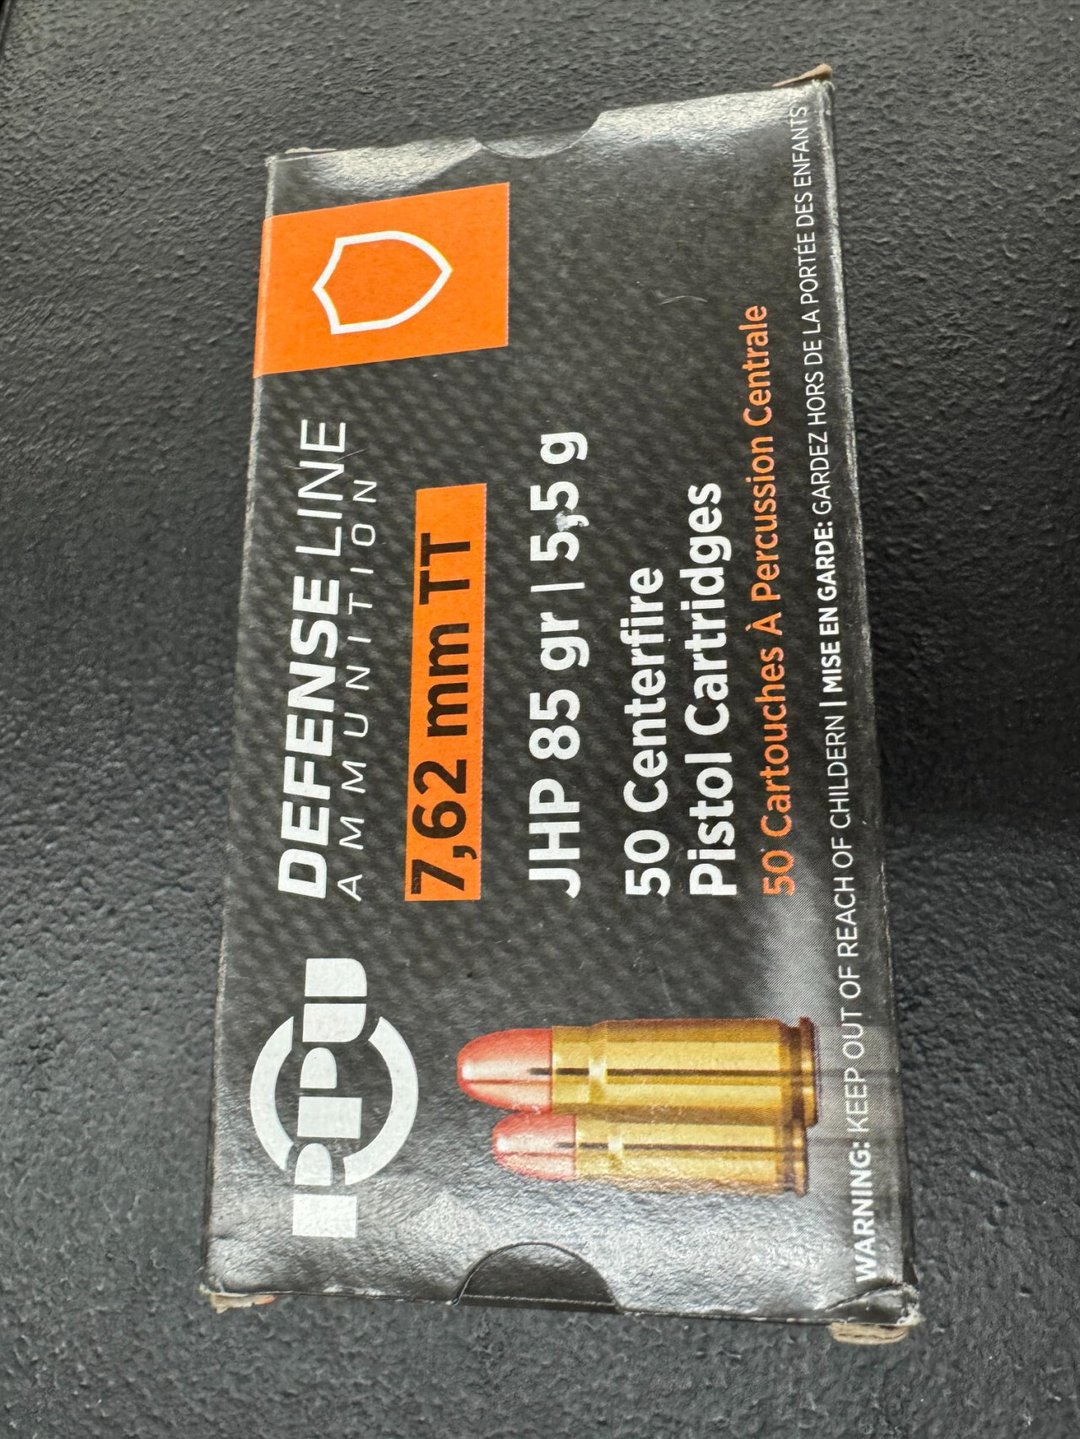 PPU
DEFENSE LINE
AMMUNITION
7,62 mm TT
JHP 85 gr | 5,5 g
50 Centerfire
Pistol Cartridges
50 Cartouches À Percussion Centrale
WARNING: KEEP OUT OF REACH OF CHILDERN | MISE EN GARDE: GARDEZ HORS DE LA PORTÉE DES ENFANTS